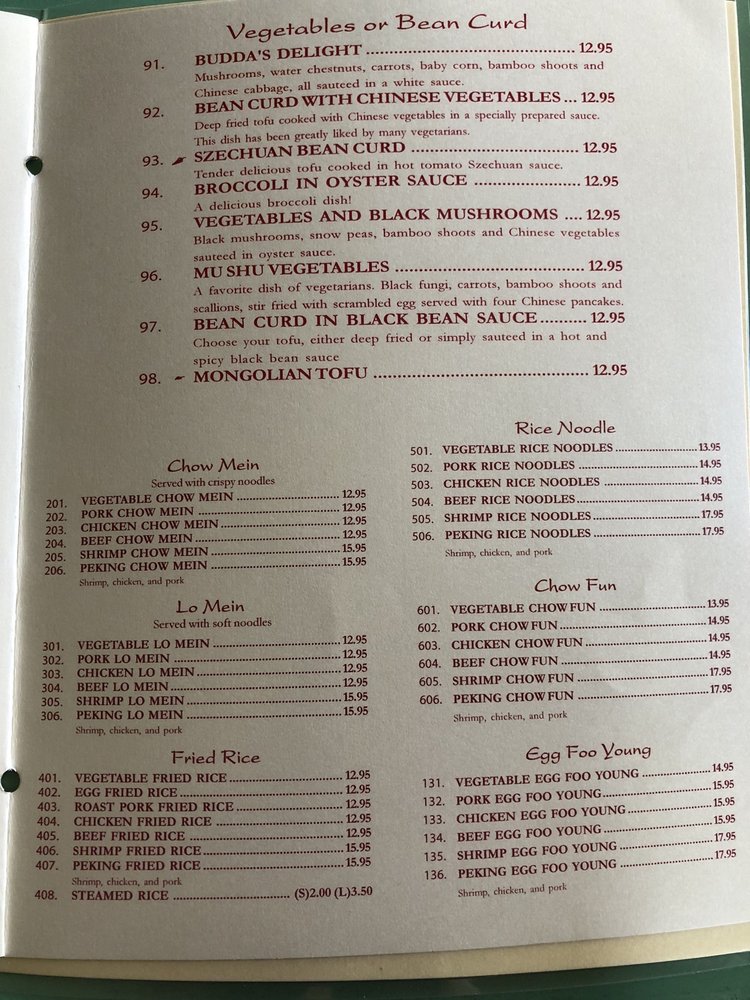 Vegetables or Bean Curd
91. BUDDA'S DELIGHT ........ 12.95
Mushrooms, water chestnuts, carrots, baby corn, bamboo shoots and
Chinese cabbage, all sauteed in a white sauce.
92. BEAN CURD WITH CHINESE VEGETABLES ... 12.95
Deep fried tofu cooked with Chinese vegetables in a specially prepared sauce.
This dish has been greatly liked by many vegetarians.
93. SZECHUAN BEAN CURD ........ 12.95
Tender delicious tofu cooked in hot tomato Szechuan sauce.
94. BROCCOLI IN OYSTER SAUCE ........ 12.95
A delicious broccoli dish!
95. VEGETABLES AND BLACK MUSHROOMS .... 12.95
Black mushrooms, snow peas, bamboo shoots and Chinese vegetables
sauteed in oyster sauce.
96. MU SHU VEGETABLES ........ 12.95
A favorite dish of vegetarians. Black fungi, carrots, bamboo shoots and
scallions, stir fried with scrambled egg served with four Chinese pancakes.
97. BEAN CURD IN BLACK BEAN SAUCE.......... 12.95
Choose your tofu, either deep fried or simply sauteed in a hot and
spicy black bean sauce
98. MONGOLIAN TOFU ........ 12.95
Chow Mein
Served with crispy noodles
201. VEGETABLE CHOW MEIN ........ 12.95
202. PORK CHOW MEIN ........ 12.95
203. CHICKEN CHOW MEIN ........ 12.95
204. BEEF CHOW MEIN ........ 12.95
205. SHRIMP CHOW MEIN ........ 15.95
206. PEKING CHOW MEIN ........ 15.95
Shrimp, chicken, and pork
Lo Mein
Served with soft noodles
301. VEGETABLE LO MEIN ........ 12.95
302. PORK LO MEIN ........ 12.95
303. CHICKEN LO MEIN ........ 12.95
304. BEEF LO MEIN ........ 12.95
305. SHRIMP LO MEIN ........ 15.95
306. PEKING LO MEIN ........ 15.95
Shrimp, chicken, and pork
Fried Rice
401. VEGETABLE FRIED RICE ........ 12.95
402. EGG FRIED RICE ........ 12.95
403. ROAST PORK FRIED RICE ........ 12.95
404. CHICKEN FRIED RICE ........ 12.95
405. BEEF FRIED RICE ........ 12.95
406. SHRIMP FRIED RICE ........ 15.95
407. PEKING FRIED RICE ........ 15.95
Shrimp, chicken, and pork
408. STEAMED RICE ........ (S)2.00 (L)3.50
Rice Noodle
501. VEGETABLE RICE NOODLES ........ 13.95
502. PORK RICE NOODLES ........ 14.95
503. CHICKEN RICE NOODLES ........ 14.95
504. BEEF RICE NOODLES ........ 14.95
505. SHRIMP RICE NOODLES ........ 17.95
506. PEKING RICE NOODLES ........ 17.95
Shrimp, chicken, and pork
Chow Fun
601. VEGETABLE CHOW FUN ........ 13.95
602. PORK CHOW FUN ........ 14.95
603. CHICKEN CHOW FUN ........ 14.95
604. BEEF CHOW FUN ........ 14.95
605. SHRIMP CHOW FUN ........ 17.95
606. PEKING CHOW FUN ........ 17.95
Shrimp, chicken, and pork
Egg Foo Young
131. VEGETABLE EGG FOO YOUNG ........ 14.95
132. PORK EGG FOO YOUNG ........ 15.95
133. CHICKEN EGG FOO YOUNG ........ 15.95
134. BEEF EGG FOO YOUNG ........ 15.95
135. SHRIMP EGG FOO YOUNG ........ 17.95
136. PEKING EGG FOO YOUNG ........ 17.95
Shrimp, chicken, and pork